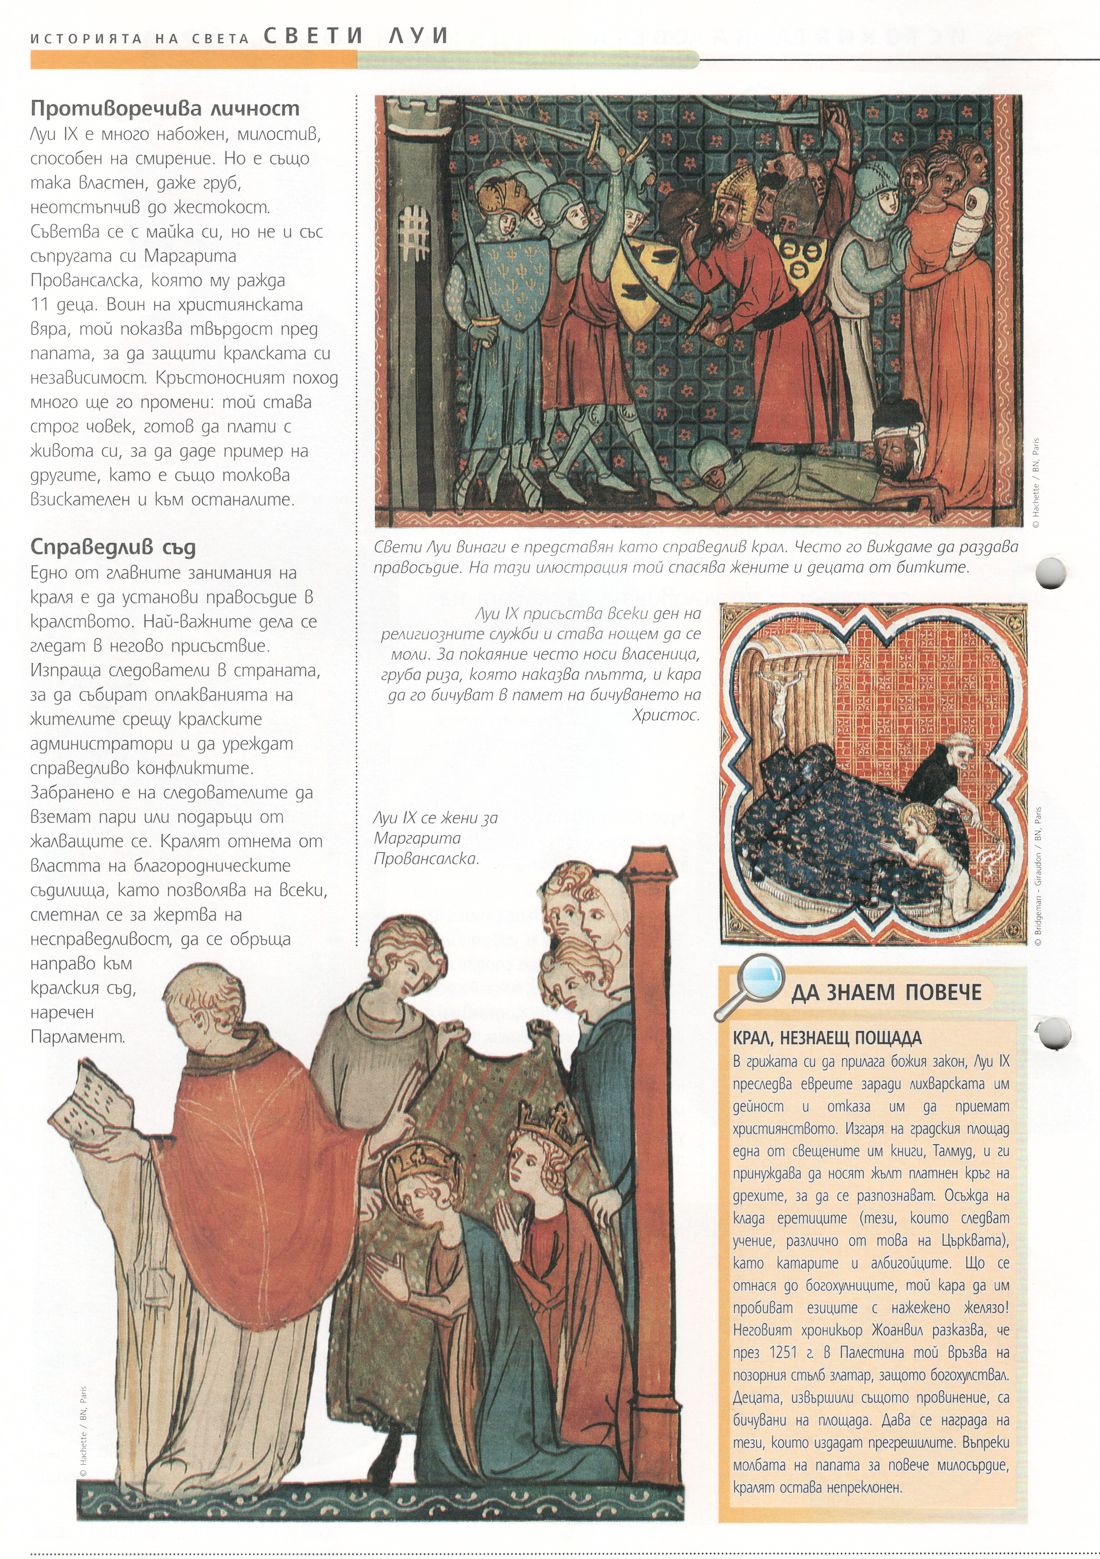 ИСТОРИЯТА НА СВЕТА СВЕТИ ЛУИ
Противоречива личност
Луи IX е много набожен, милостив,
способен на смирение. Но е също
така властен, даже груб,
неотстъпчив до жестокост.
Съветва се с майка си, но не и със
съпругата си Маргарита
Провансалска, която му ражда
11 деца. Воин на християнската
вяра, той показва твърдост пред
папата, за да защити кралската си
независимост. Кръстоносният поход
много ще го промени: той става
строг човек, готов да плати с
живота си, за да даде пример на
другите, като е също толкова
взискателен и към останалите.
Справедлив съд
Едно от главните занимания на
краля е да установи правосъдие в
кралството. Най-важните дела се
гледат в негово присъствие.
Изпраща следователи в страната,
за да събират оплакванията на
жителите срещу кралските
администратори и да уреждат
справедливо конфликтите.
Забранено е на следователите да
вземат пари или подаръци от
жалващите се. Кралят отнема от
властта на благородническите
съдилища, като позволява на всеки,
сметнал се за жертва на
несправедливост, да се обръща
направо към
кралския съд,
наречен
Парламент.
© Hachette / BN, Paris
Свети Луи винаги е представян като справедлив крал. Често го виждаме да раздава
правосъдие. На тази илюстрация той спасява жените и децата от битките.
Луи IX присъства всеки ден на
религиозните служби и става нощем да се
моли. За покаяние често носи власеница,
груба риза, която наказва плътта, и кара
да го бичуват в памет на бичуването на
Христос.
© Bridgeman - Giraudon / BN, Paris
Луи IX се жени за
Маргарита
Провансалска.
© Hachette / BN, Paris
ДА ЗНАЕМ ПОВЕЧЕ
КРАЛ, НЕЗНАЕЩ ПОЩАДА
В грижата си да прилага божия закон, Луи IX
преследва евреите заради лихварската им
дейност и отказа им да приемат
християнството. Изгаря на градския площад
една от свещените им книги, Талмуд, и ги
принуждава да носят жълт платнен кръг на
дрехите, за да се разпознават. Осъжда на
клада еретиците (тези, които следват
учение, различно от това на Църквата),
като катарите и албигойците. Що се
отнася до богохулниците, той кара да им
пробиват езиците с нажежено желязо!
Неговият хроникьор Жоанвил разказва, че
през 1251 г. в Палестина той връзва на
позорния стълб златар, защото богохулствал.
Децата, извършили същото провинение, са
бичувани на площада. Дава се награда на
тези, които издадат прегрешилите. Въпреки
молбата на папата за повече милосърдие,
кралят остава непреклонен.